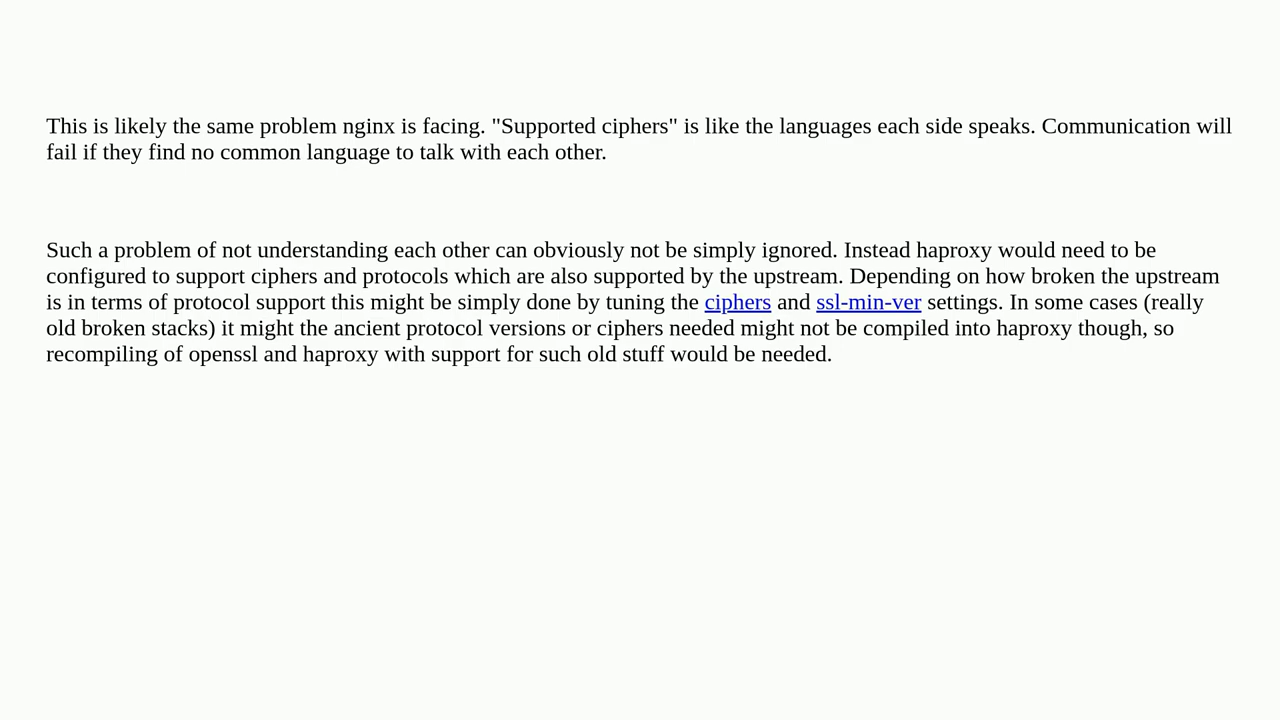 This is likely the same problem nginx is facing. "Supported ciphers" is like the languages each side speaks. Communication will
fail if they find no common language to talk with each other.
Such a problem of not understanding each other can obviously not be simply ignored. Instead haproxy would need to be
configured to support ciphers and protocols which are also supported by the upstream. Depending on how broken the upstream
is in terms of protocol support this might be simply done by tuning the ciphers and ssl-min-ver settings. In some cases (really
old broken stacks) it might the ancient protocol versions or ciphers needed might not be compiled into haproxy though, so
recompiling of openssl and haproxy with support for such old stuff would be needed.